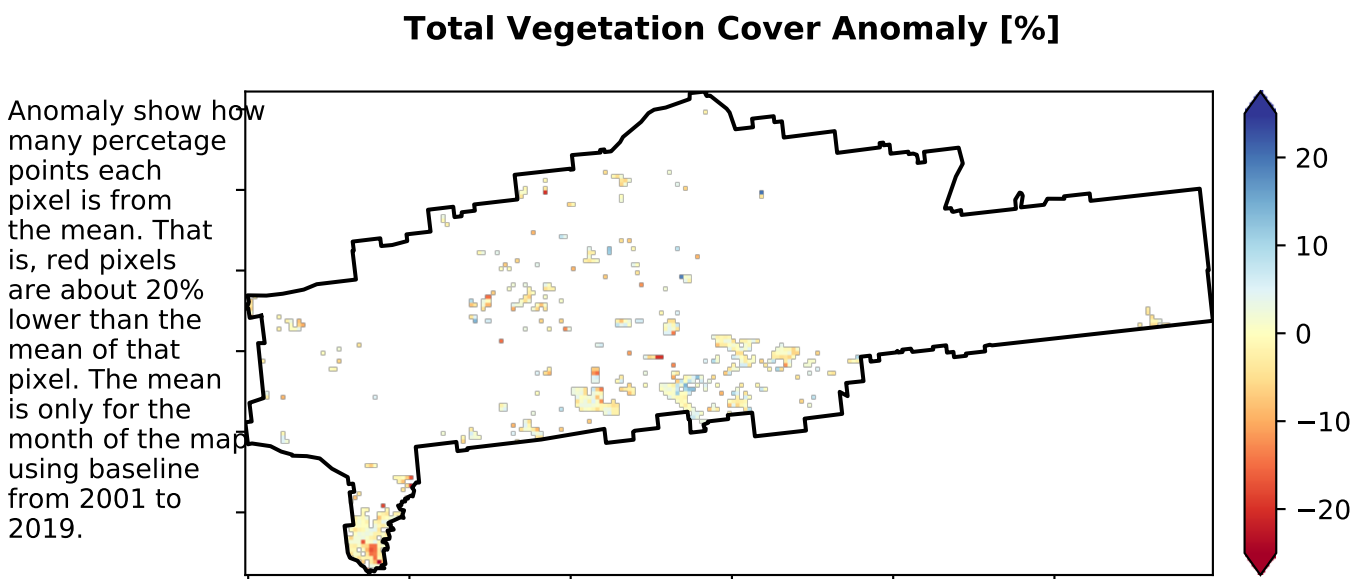 Total Vegetation Cover Anomaly [%]
Anomaly show how
many percetage
points each
pixel is from
the mean. That
is, red pixels
are about 20%
lower than the
mean of that
pixel. The mean
is only for the
month of the map
using baseline
from 2001 to
2019.
20
10
0
−10
−20